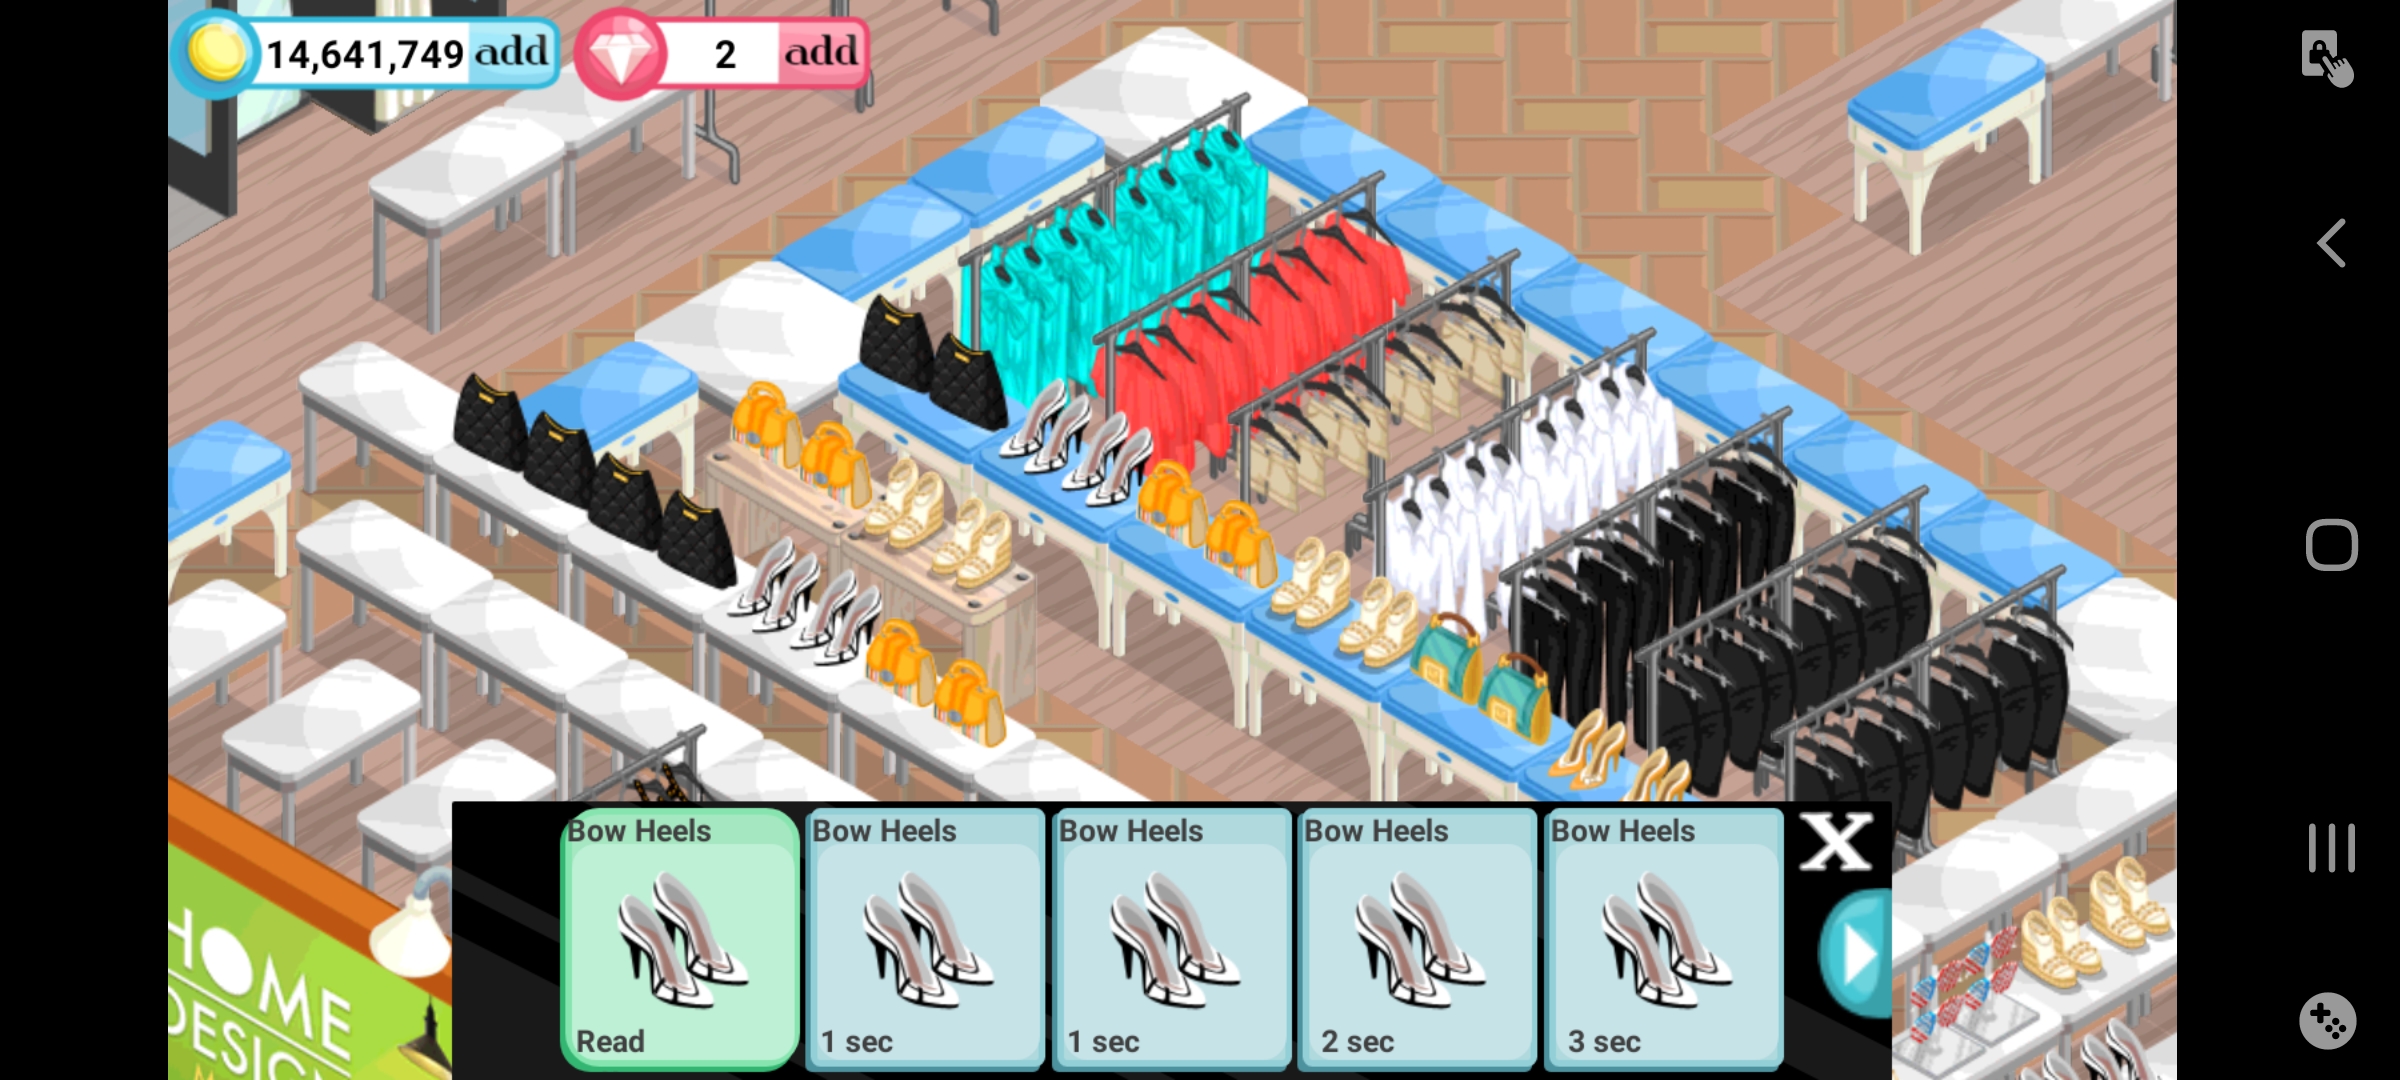 14,641,749 add
2 add
Bow Heels
Bow Heels
Bow Heels
Bow Heels
Bow Heels
Read
1 sec
1 sec
2 sec
3 sec
X
HOME
DESIGN